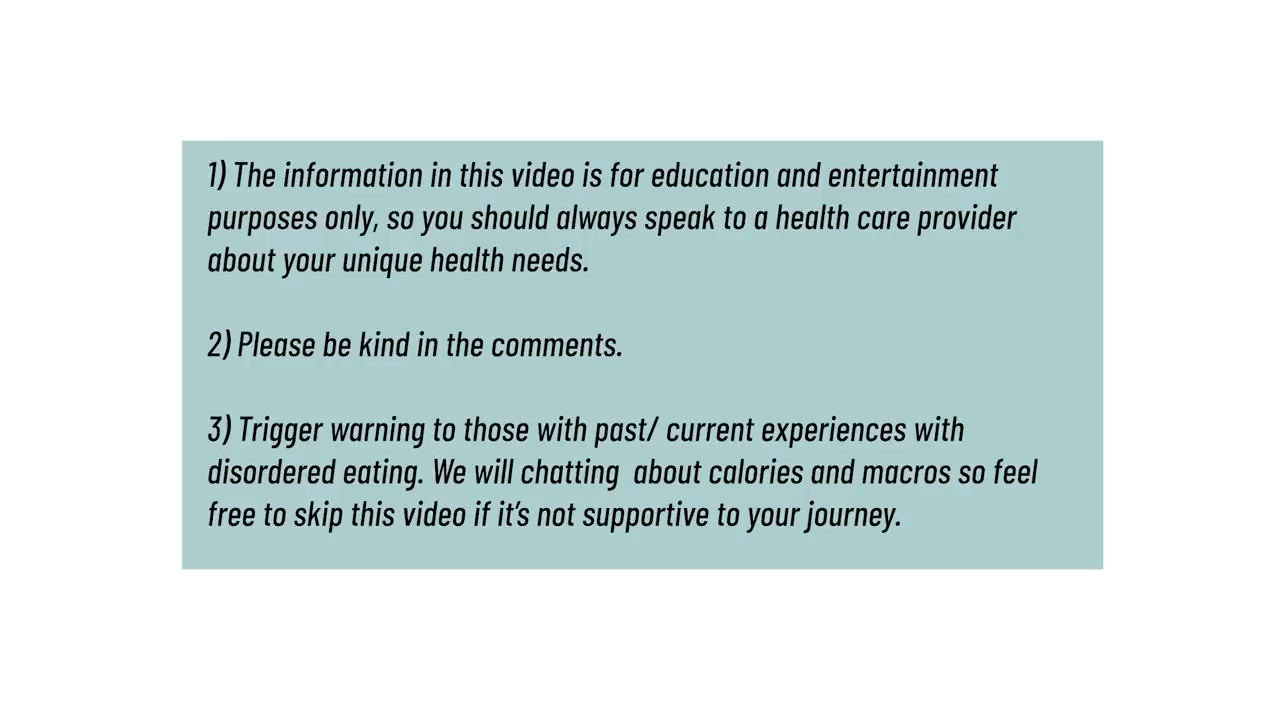 1) The information in this video is for education and entertainment
purposes only, so you should always speak to a health care provider
about your unique health needs.
2) Please be kind in the comments.
3) Trigger warning to those with past/ current experiences with
disordered eating. We will chatting  about calories and macros so feel
free to skip this video if it’s not supportive to your journey.